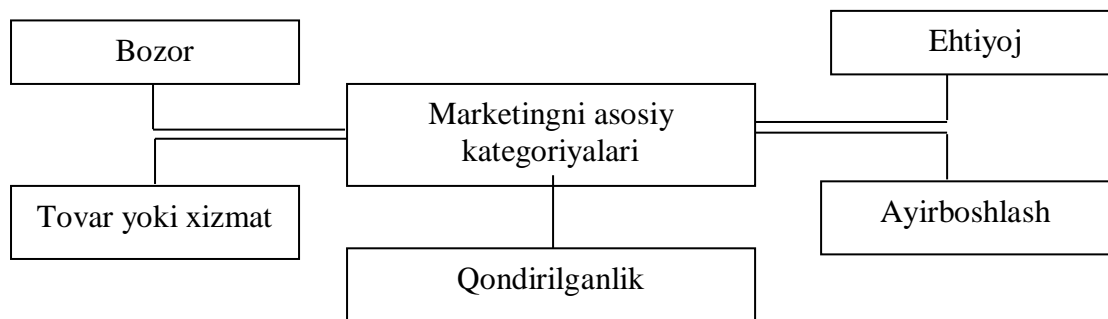 Bozor
Ehtiyoj
Marketingni asosiy
kategoriyalari
Tovar yoki xizmat
Ayirboshlash
Qondirilganlik